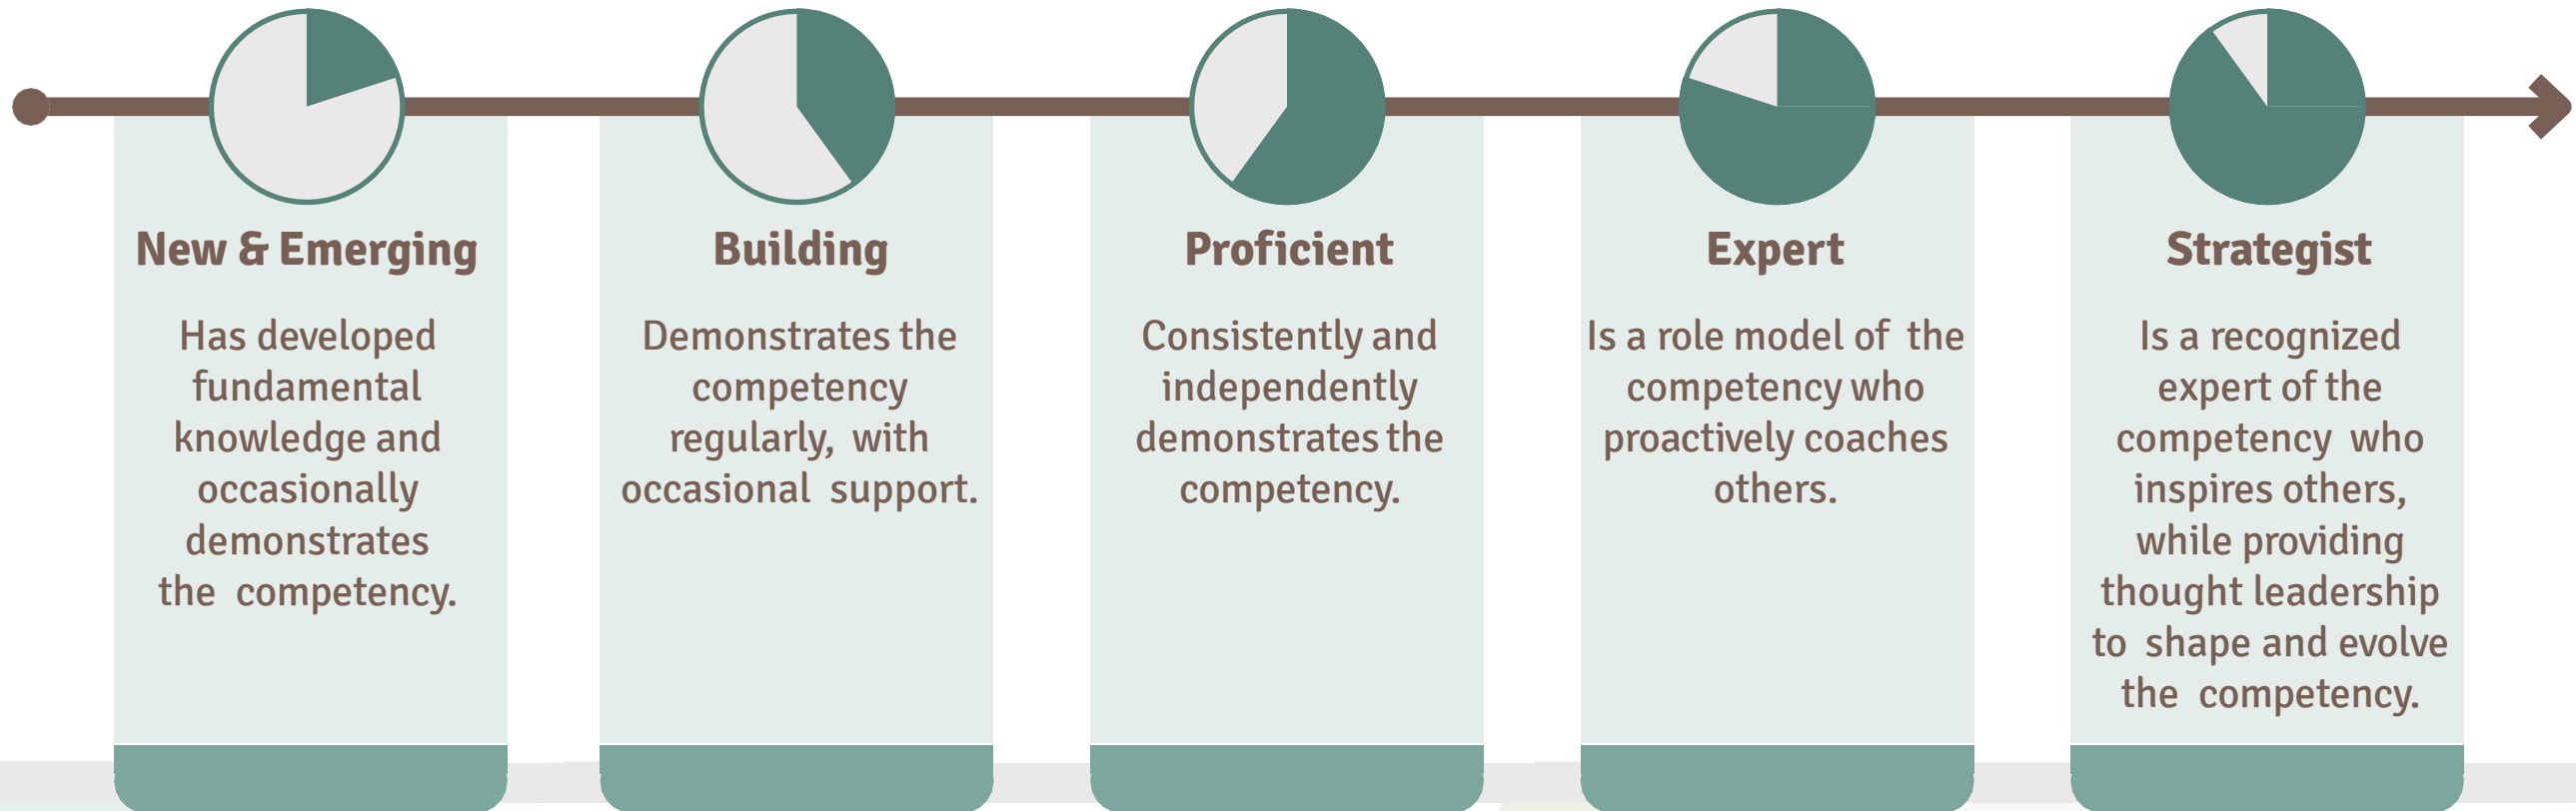 New & Emerging
Has developed
fundamental
knowledge and
occasionally
demonstrates
the competency.
Building
Demonstrates the
competency
regularly, with
occasional support.
Proficient
Consistently and
independently
demonstrates the
competency.
Expert
Is a role model of the
competency who
proactively coaches
others.
Strategist
Is a recognized
expert of the
competency who
inspires others,
while providing
thought leadership
to shape and evolve
the competency.